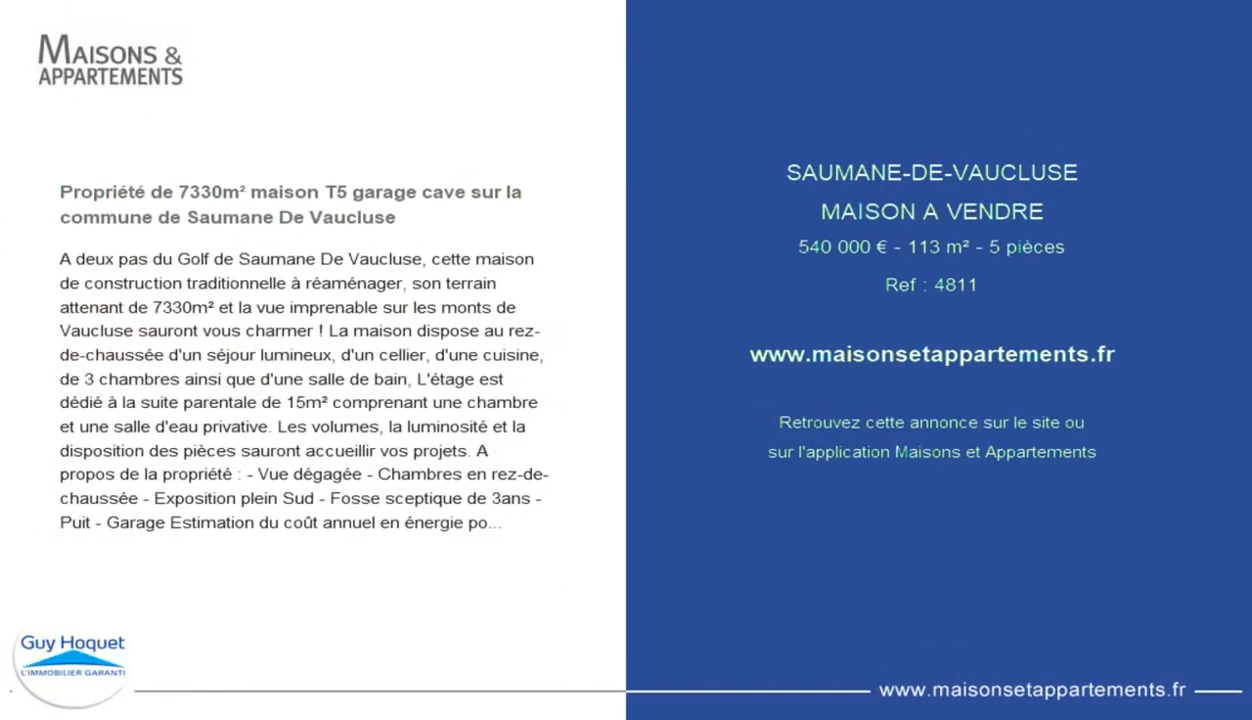 MAISONS &
APPARTEMENTS
Propriété de 7330m² maison T5 garage cave sur la
commune de Saumane De Vaucluse
A deux pas du Golf de Saumane De Vaucluse, cette maison
de construction traditionnelle à réaménager, son terrain
attenant de 7330m² et la vue imprenable sur les monts de
Vaucluse sauront vous charmer ! La maison dispose au rez-
de-chaussée d'un séjour lumineux, d'un cellier, d'une cuisine,
de 3 chambres ainsi que d'une salle de bain, L'étage est
dédié à la suite parentale de 15m² comprenant une chambre
et une salle d'eau privative. Les volumes, la luminosité et la
disposition des pièces sauront accueillir vos projets. A
propos de la propriété : - Vue dégagée - Chambres en rez-de-
chaussée - Exposition plein Sud - Fosse sceptique de 3ans -
Puit - Garage Estimation du coût annuel en énergie po...
Guy Hoquet
L'IMMOBILIER GARANTI
SAUMANE-DE-VAUCLUSE
MAISON A VENDRE
540 000 € - 113 m² - 5 pièces
Ref : 4811
www.maisonsetappartements.fr
Retrouvez cette annonce sur le site ou
sur l'application Maisons et Appartements
www.maisonsetappartements.fr